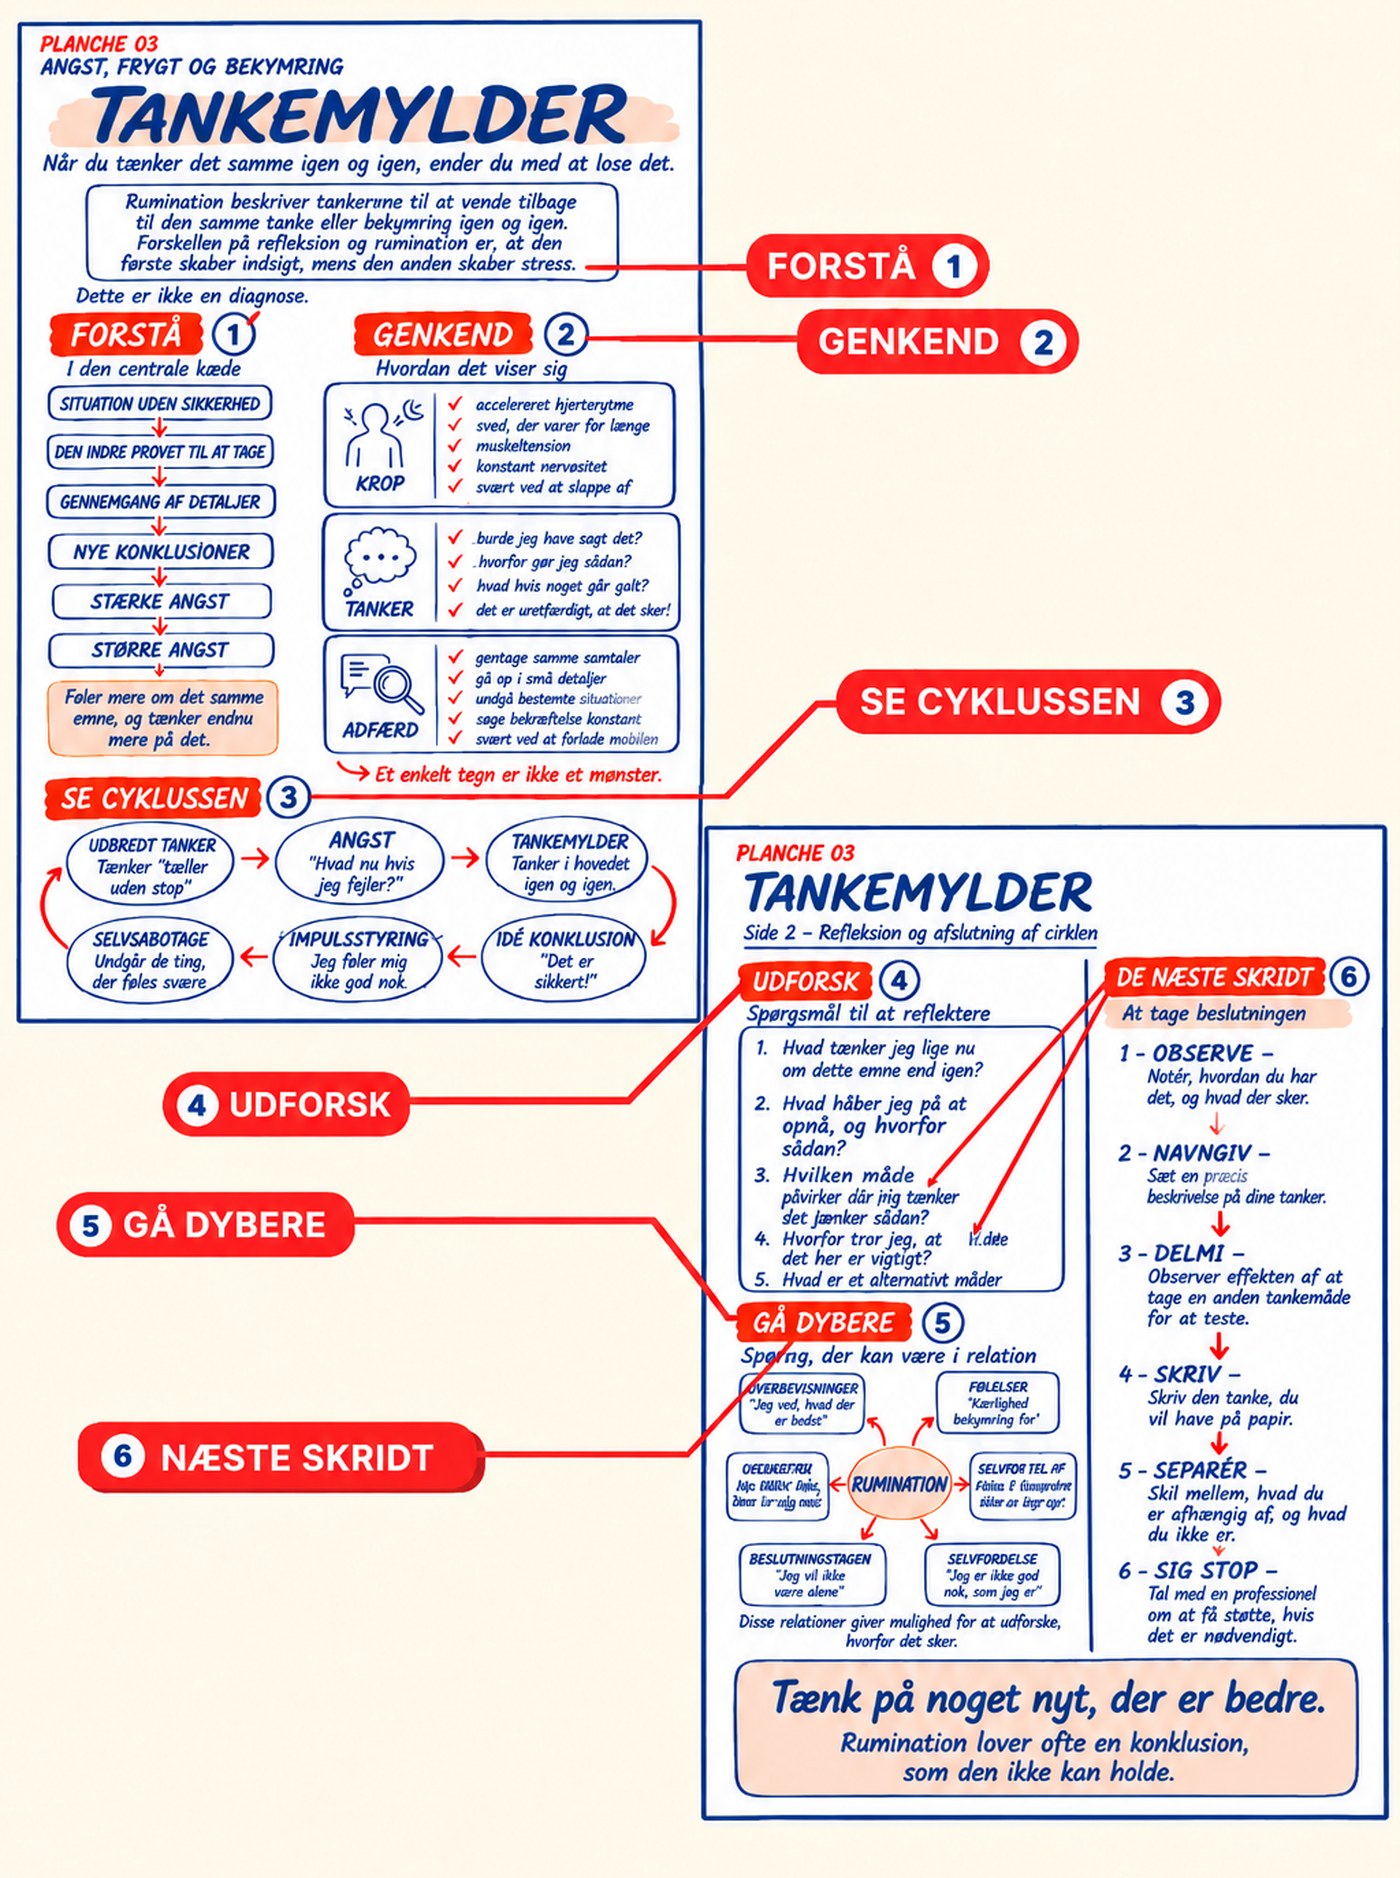 PLANCHE 03
ANGST, FRYGT OG BEKYMRING
TANKEMYLDER
Når du tænker det samme igen og igen, ender du med at lose det.
Rumination beskriver til at vende tilbage
til den samme tanke eller bekymring igen og igen.
Forskellen på refleksion og rumination er, at den
første skaber indsigt, mens den anden skaber stress.
Dette er ikke en diagnose.
FORSTÅ 1
I den centrale kæde
SITUATION UDEN SIKKERHED
DEN INDRE PROVET TIL AT TAGE
GENNEMGANG AF DETALJER
NYE KONKLUSIONER
STÆRKE ANGST
STØRRE ANGST
Føler mere om det samme
emne, og tænker endnu
mere på det.
GENKEND 2
Hvordan det viser sig
KROP
accelereret hjerterytme
sved, der varer for længe
muskeltension
konstant nervøsitet
svært ved at slappe af
TANKER
burde jeg have sagt det?
hvorfor gør jeg sådan?
hvad hvis noget går galt?
det er uretfærdigt, at det sker!
ADFÆRD
gentage samme samtaler
gå op i små detaljer
undgå bestemte situationer
søge bekræftelse konstant
svært ved at forlade mobilen
Et enkelt tegn er ikke et mønster.
SE CYKLUSSEN 3
UDBREDT TANKER
Tænker "tæller
uden stop"
ANGST
"Hvad nu hvis
jeg fejler?"
TANKEMYLDER
Tanker i hovedet
igen og igen.
IDÉ KONKLUSION
"Det er
sikkert!"
IMPULSSTYRING
Jeg føler mig
ikke god nok.
SELVSABOTAGE
Undgår de ting,
der føles svære
FORSTÅ 1
GENKEND 2
SE CYKLUSSEN 3
4 UDFORSK
5 GÅ DYBERE
6 NÆSTE SKRIDT
PLANCHE 03
TANKEMYLDER
Side 2 – Refleksion og afslutning af cirklen
UDFORSK 4
Spørgsmål til at reflektere
1. Hvad tænker jeg lige nu
om dette emne end igen?
2. Hvad håber jeg på at
opnå, og hvorfor
sådan?
3. Hvilken måde
påvirker tænker
det sådan?
4. Hvorfor tror jeg, at
det her er vigtigt?
5. Hvad er et alternativt måder
GÅ DYBERE 5
der kan være i relation
OVERBEVISNINGER
"Jeg ved, hvad der
er bedst"
FØLELSER
"Kærlighed
bekymring for"
RUMINATION
BESLUTNINGSTAGEN
"Jeg vil ikke
være alene"
SELVFORDELSE
"Jeg er ikke god
nok, som jeg er"
Disse relationer giver mulighed for at udforske,
hvorfor det sker.
DE NÆSTE SKRIDT 6
At tage beslutningen
1 - OBSERVE –
Notér, hvordan du har
det, og hvad der sker.
2 - NAVNGIV –
Sæt en præcis
beskrivelse på dine tanker.
3 - DELMI –
Observer effekten af at
tage en anden tankemåde
for at teste.
4 - SKRIV –
Skriv den tanke, du
vil have på papir.
5 - SEPARÉR –
Skil mellem, hvad du
er afhængig af, og hvad
du ikke er.
6 - SIG STOP –
Tal med en professionel
om at få støtte, hvis
det er nødvendigt.
Tænk på noget nyt, der er bedre.
Rumination lover ofte en konklusion,
som den ikke kan holde.